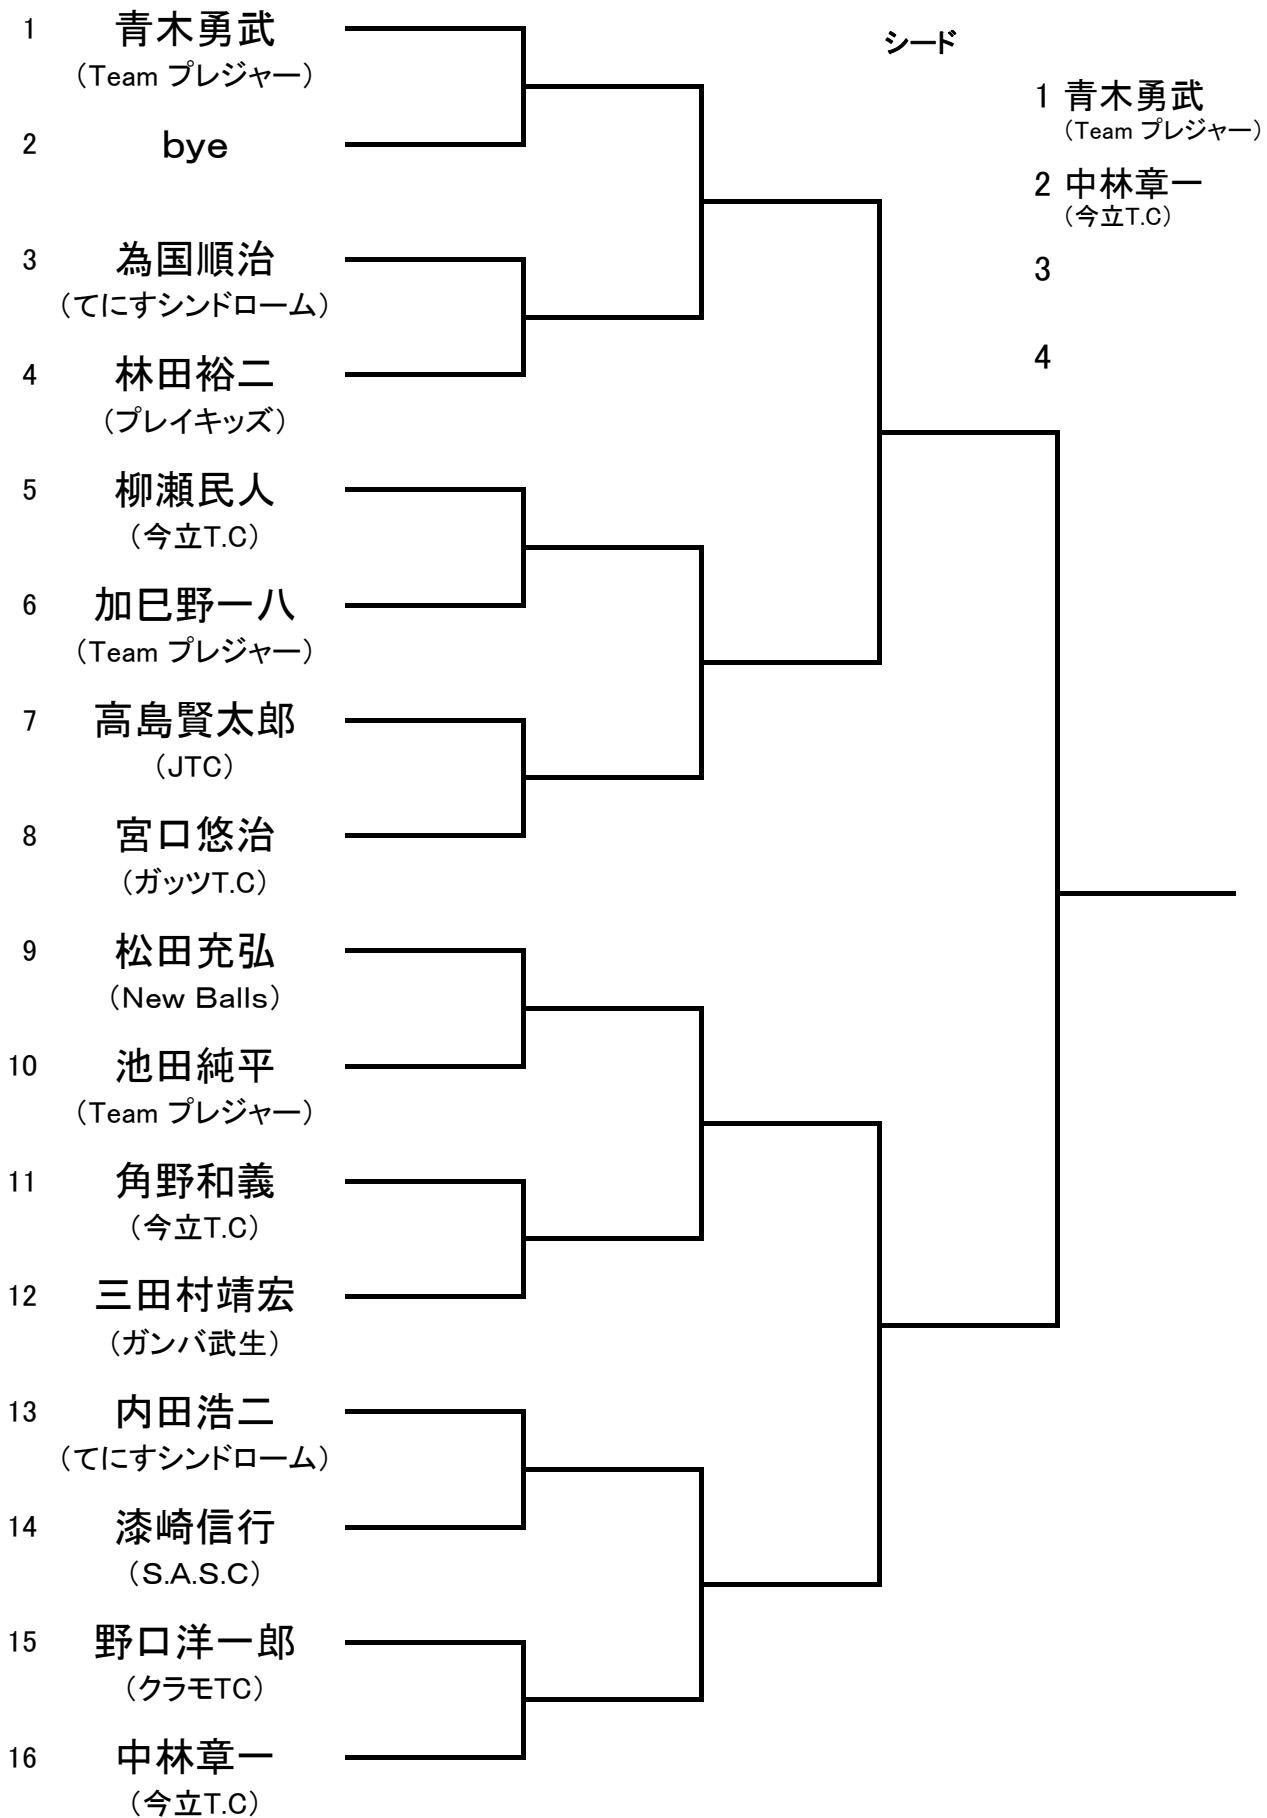 1 青木勇武
（Team プレジャー）
2 bye
3 為国順治
（てにすシンドローム）
4 林田裕二
（プレイキッズ）
5 柳瀬民人
（今立T.C）
6 加巳野一八
（Team プレジャー）
7 高島賢太郎
（JTC）
8 宮口悠治
（ガッツT.C）
9 松田充弘
（New Balls）
10 池田純平
（Team プレジャー）
11 角野和義
（今立T.C）
12 三田村靖宏
（ガンバ武生）
13 内田浩二
（てにすシンドローム）
14 漆崎信行
（S.A.S.C）
15 野口洋一郎
（クラモTC）
16 中林章一
（今立T.C）
シード
1 青木勇武
（Team プレジャー）
2 中林章一
（今立T.C）
3
4